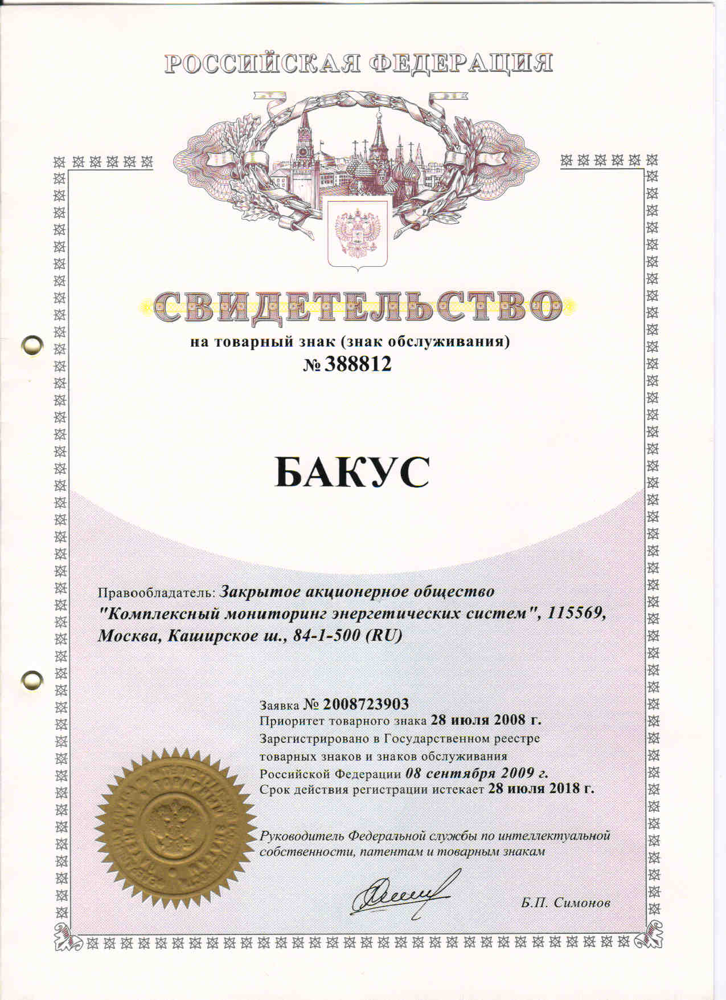 РОССИЙСКАЯ ФЕДЕРАЦИЯ
СВИДЕТЕЛЬСТВО
на товарный знак (знак обслуживания)
№ 388812
БАКУС
Правообладатель: Закрытое акционерное общество
"Комплексный мониторинг энергетических систем", 115569,
Москва, Каширское ш., 84-1-500 (RU)
Заявка № 2008723903
Приоритет товарного знака 28 июля 2008 г.
Зарегистрировано в Государственном реестре
товарных знаков и знаков обслуживания
Российской Федерации 08 сентября 2009 г.
Срок действия регистрации истекает 28 июля 2018 г.
Руководитель Федеральной службы по интеллектуальной
собственности, патентам и товарным знакам
Б.П. Симонов